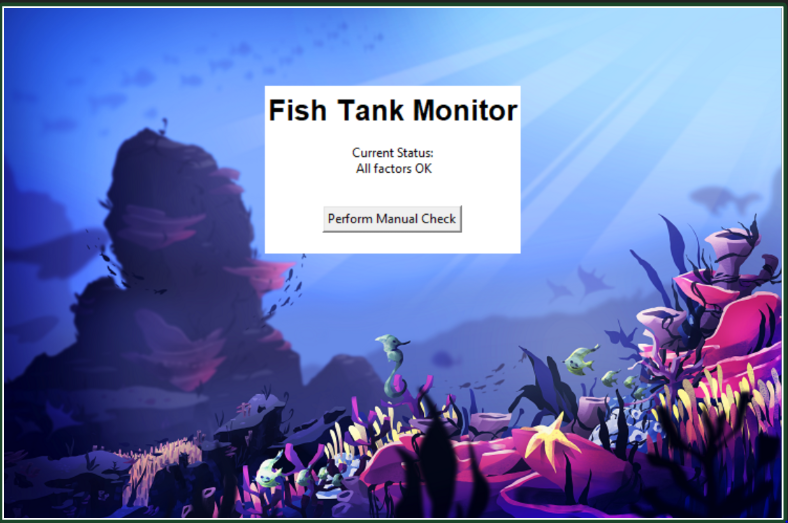 Fish Tank Monitor
Current Status:
All factors OK
Perform Manual Check